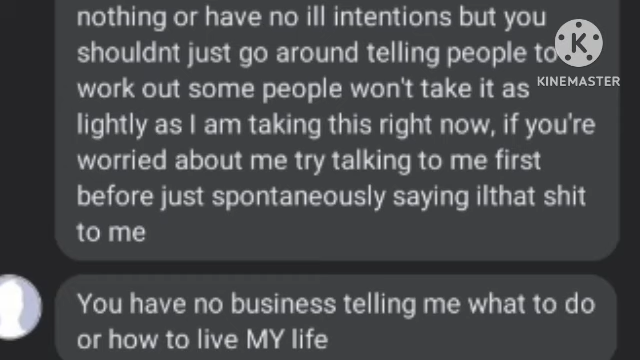 nothing or have no ill intentions but you
shouldnt just go around telling people to
work out some people won't take it as
lightly as I am taking this right now, if you're
worried about me try talking to me first
before just spontaneously saying ilthat shit
to me
You have no business telling me what to do
or how to live MY life
K
KINEMASTER